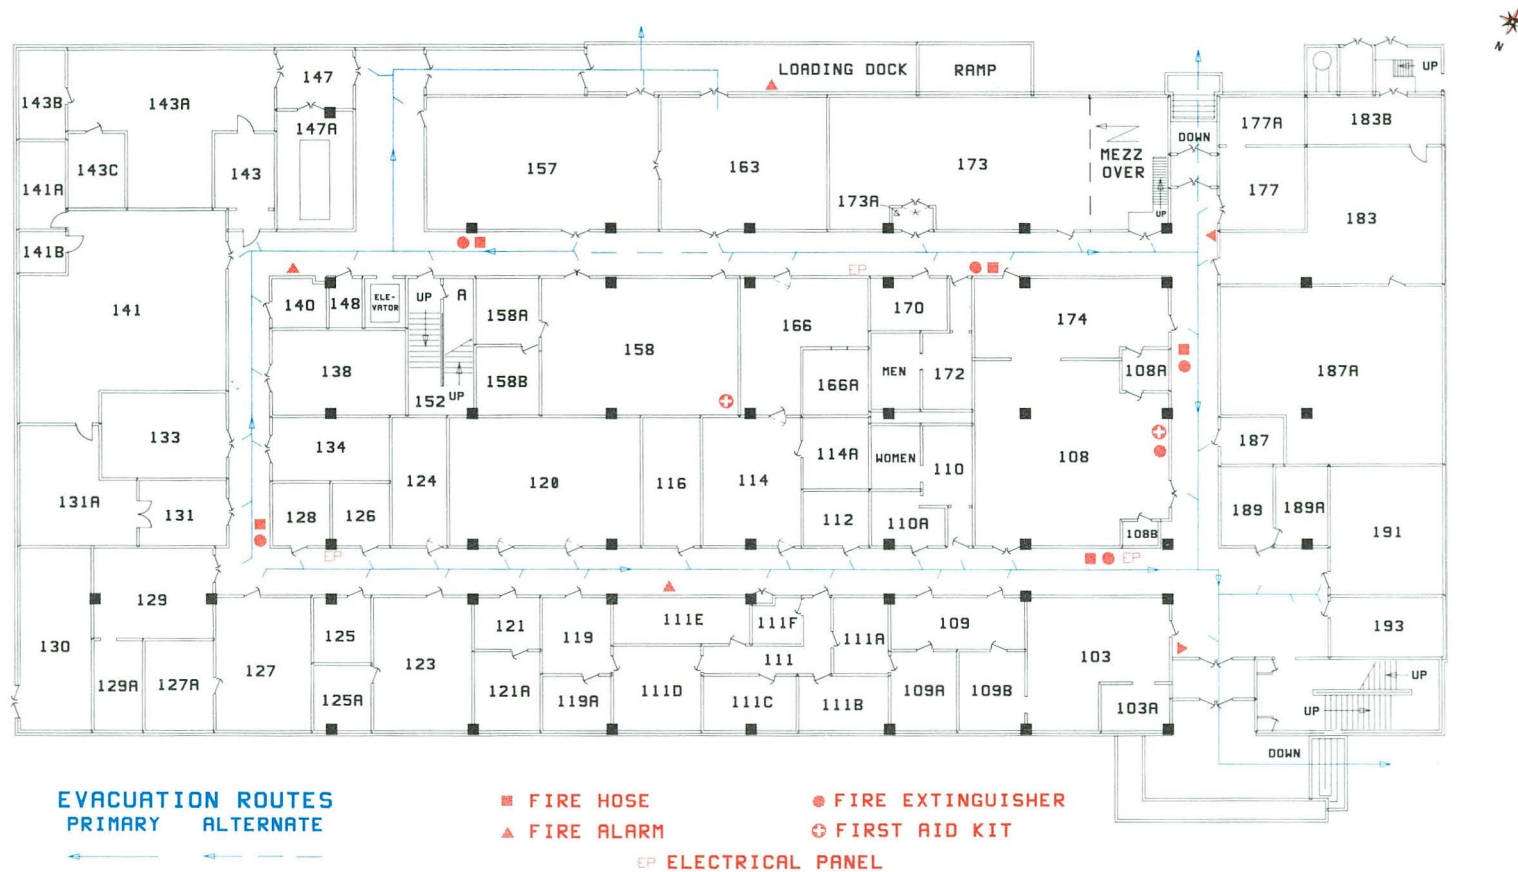 N
LOADING DOCK
RAMP
UP
143B
143A
147
147A
143C
143
141A
141B
141
157
163
173
173A
MEZZ
OVER
UP
DOWN
177A
177
183B
183
EP
140
148
ELE-
VATOR
UP
A
158A
158
158B
166
166A
170
MEN
172
174
108A
187A
138
152
UP
133
134
124
120
116
114
114A
WOMEN
110
108
187
131A
131
128
126
112
110A
108B
189
189A
191
EP
EP
130
129
129A
127A
127
125
125A
123
121
121A
119
119A
111E
111F
111A
111
111D
111C
111B
109
109A
109B
103
103A
193
UP
UP
DOWN
EVACUATION ROUTES
PRIMARY ALTERNATE
FIRE HOSE
FIRE EXTINGUISHER
FIRE ALARM
FIRST AID KIT
EP ELECTRICAL PANEL